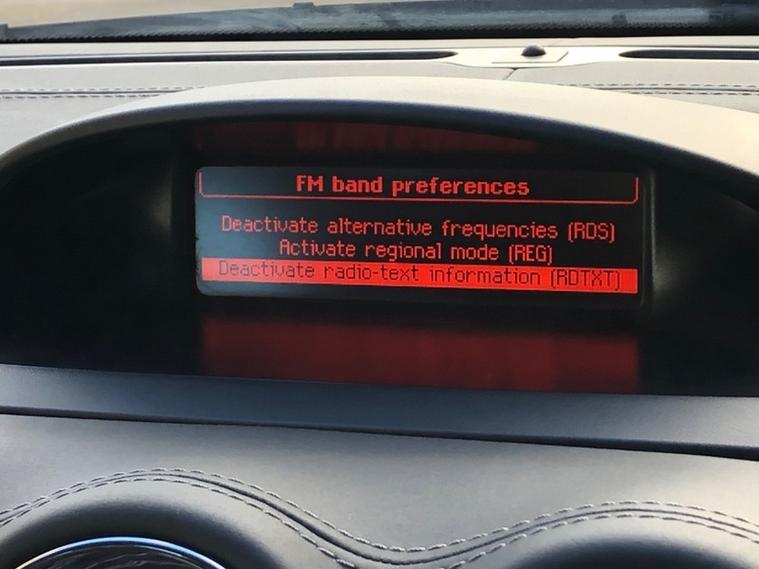 FM band preferences
Deactivate alternative frequencies (RDS)
Activate regional mode (REG)
Deactivate radio-text information (RDTXT)